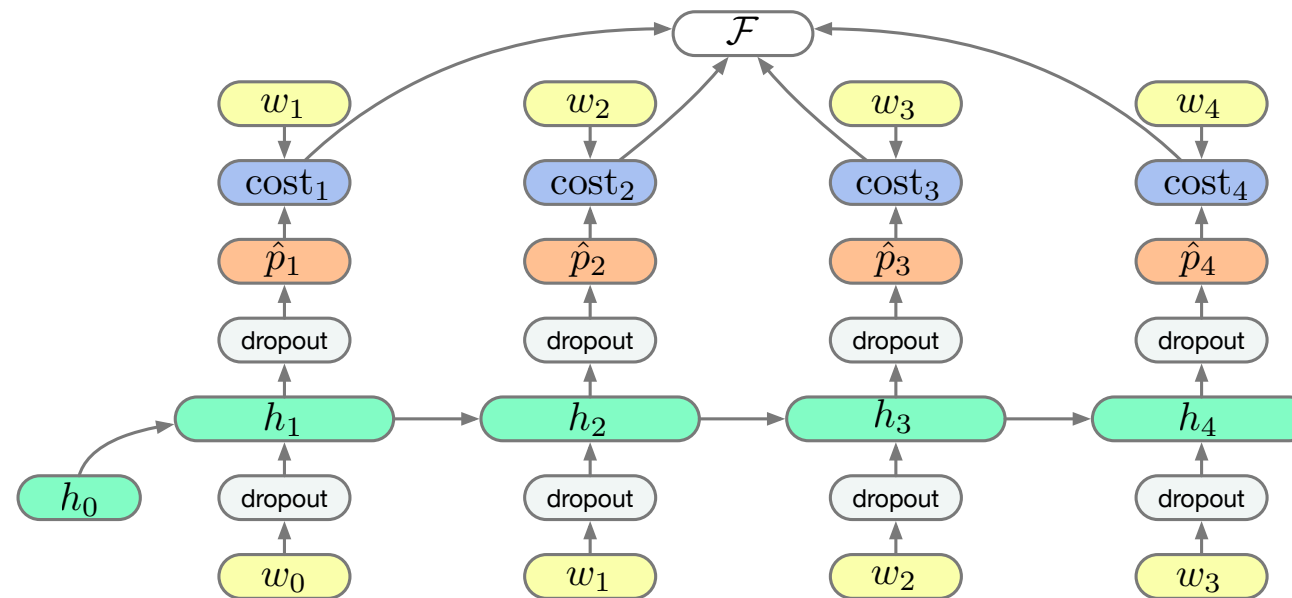 ℱ
w₁ w₂ w₃ w₄
cost₁ cost₂ cost₃ cost₄
p̂₁ p̂₂ p̂₃ p̂₄
dropout dropout dropout dropout
h₁ h₂ h₃ h₄
h₀ dropout dropout dropout dropout
w₀ w₁ w₂ w₃